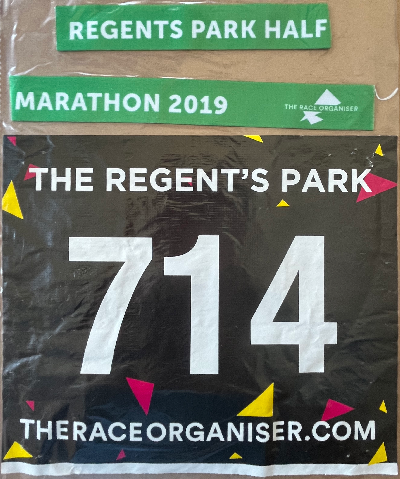 REGENTS PARK HALF
MARATHON 2019
THE RACE ORGANISER
THE REGENT'S PARK
714
THERACEORGANISER.COM